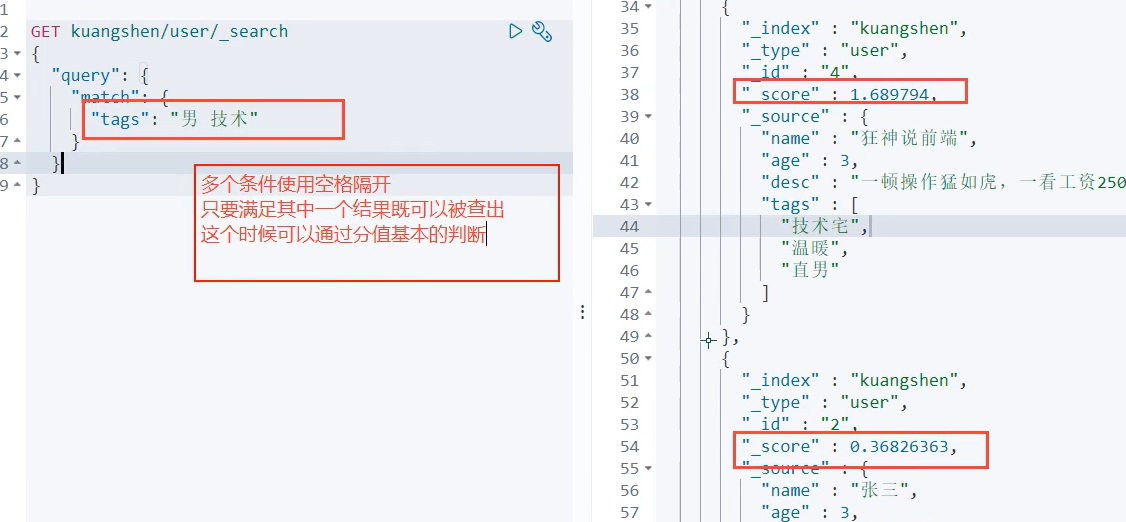 1
2 GET kuangshen/user/_search
3 {
4 "query": {
5 "match": {
6 "tags": "男 技术"
7 }
8 }
9 }
多个条件使用空格隔开
只要满足其中一个结果既可以被查出
这个时候可以通过分值基本的判断
34 {
35 "_index" : "kuangshen",
36 "_type" : "user",
37 "_id" : "4",
38 "_score" : 1.689794,
39 "_source" : {
40 "name" : "狂神说前端",
41 "age" : 3,
42 "desc" : "一顿操作猛如虎，一看工资250
43 "tags" : [
44 "技术宅",
45 "温暖",
46 "直男"
47 ]
48 }
49 },
50 {
51 "_index" : "kuangshen",
52 "_type" : "user",
53 "_id" : "2",
54 "_score" : 0.36826363,
55 "_source" : {
56 "name" : "张三",
57 "age" : 3,